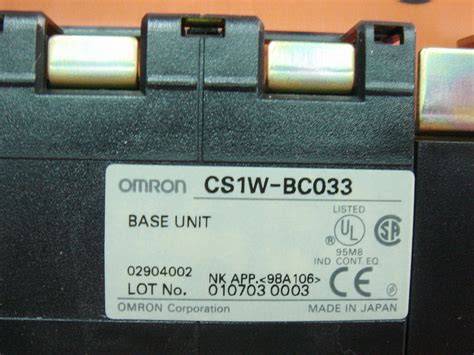 OMRON CS1W-BC033
BASE UNIT
LISTED
UL
SA
95M8
IND. CONT. EQ.
02904002 NK APP.<98A106>
LOT No. 010703 0003
CE
OMRON Corporation MADE IN JAPAN